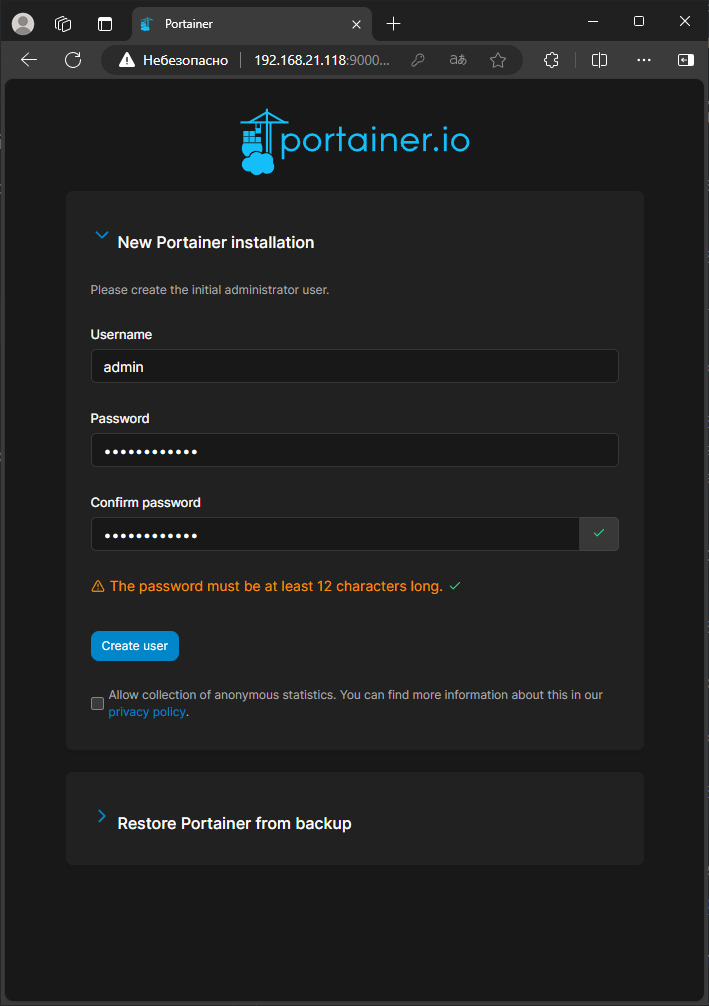 Portainer
Небезопасно 192.168.21.118:9000...
portainer.io
New Portainer installation
Please create the initial administrator user.
Username
admin
Password
••••••••••••
Confirm password
••••••••••••
The password must be at least 12 characters long.
Create user
Allow collection of anonymous statistics. You can find more information about this in our
privacy policy.
Restore Portainer from backup